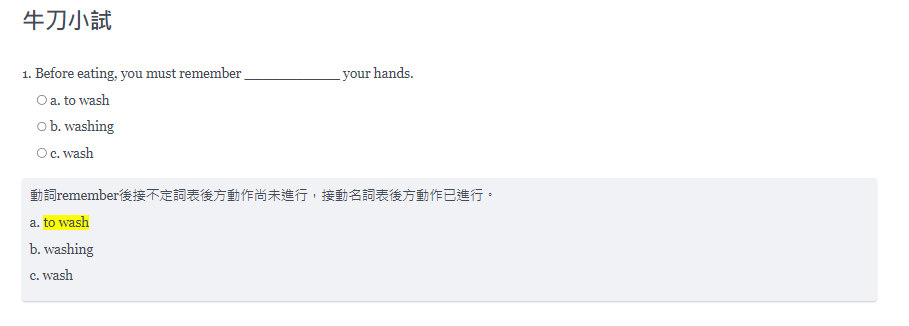 牛刀小試
1. Before eating, you must remember _____________ your hands.
a. to wash
b. washing
c. wash
動詞remember後接不定詞表後方動作尚未進行，接動名詞表後方動作已進行。
a. to wash
b. washing
c. wash